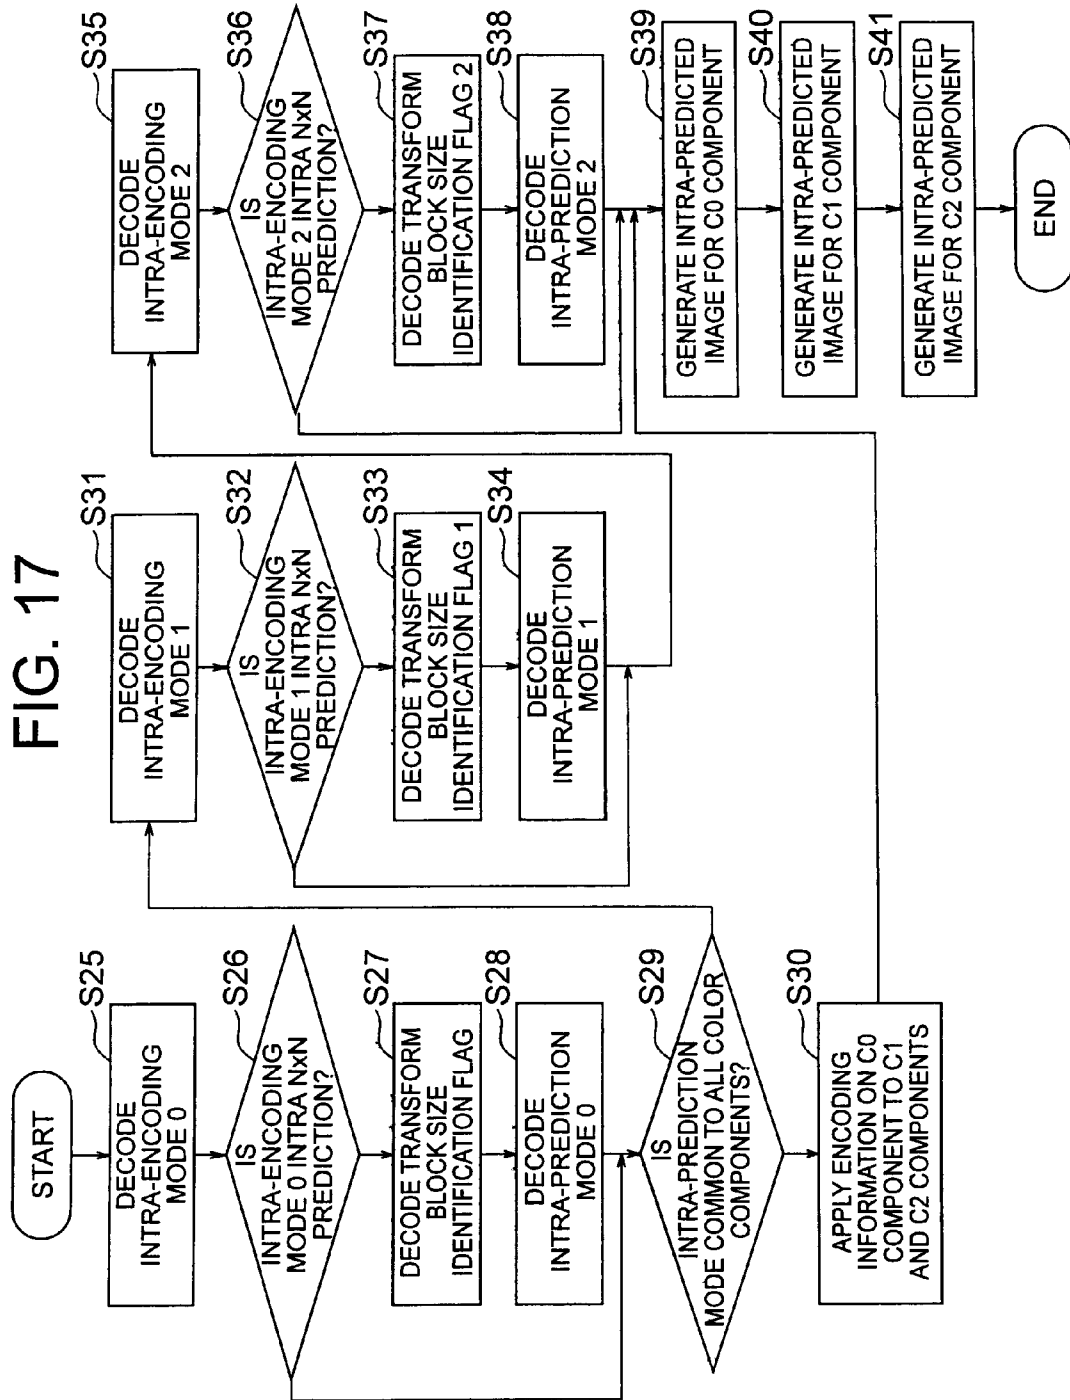 FIG. 17
START
S25
DECODE
INTRA-ENCODING
MODE 0
S26
IS
INTRA-ENCODING
MODE 0 INTRA NxN
PREDICTION?
S27
DECODE TRANSFORM
BLOCK SIZE
IDENTIFICATION FLAG
S28
DECODE
INTRA-PREDICTION
MODE 0
S29
IS
INTRA-PREDICTION
MODE COMMON TO ALL COLOR
COMPONENTS?
S30
APPLY ENCODING
INFORMATION ON C0
COMPONENT TO C1
AND C2 COMPONENTS
S31
DECODE
INTRA-ENCODING
MODE 1
S32
IS
INTRA-ENCODING
MODE 1 INTRA NxN
PREDICTION?
S33
DECODE TRANSFORM
BLOCK SIZE
IDENTIFICATION FLAG 1
S34
DECODE
INTRA-PREDICTION
MODE 1
S35
DECODE
INTRA-ENCODING
MODE 2
S36
IS
INTRA-ENCODING
MODE 2 INTRA NxN
PREDICTION?
S37
DECODE TRANSFORM
BLOCK SIZE
IDENTIFICATION FLAG 2
S38
DECODE
INTRA-PREDICTION
MODE 2
S39
GENERATE INTRA-PREDICTED
IMAGE FOR C0 COMPONENT
S40
GENERATE INTRA-PREDICTED
IMAGE FOR C1 COMPONENT
S41
GENERATE INTRA-PREDICTED
IMAGE FOR C2 COMPONENT
END